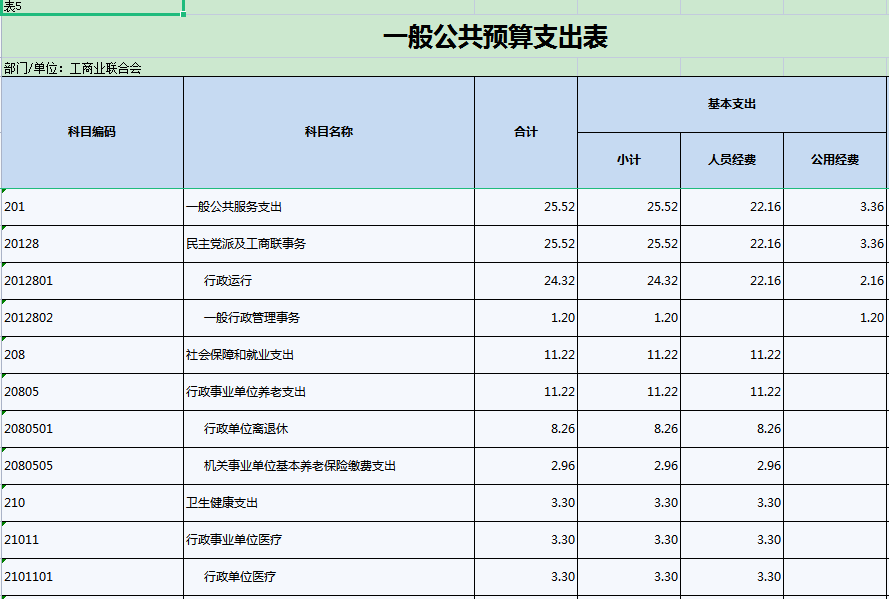 表5
一般公共预算支出表
部门/单位：工商业联合会
科目编码 科目名称 合计 基本支出
小计 人员经费 公用经费
201 一般公共服务支出 25.52 25.52 22.16 3.36
20128 民主党派及工商联事务 25.52 25.52 22.16 3.36
2012801 行政运行 24.32 24.32 22.16 2.16
2012802 一般行政管理事务 1.20 1.20 1.20
208 社会保障和就业支出 11.22 11.22 11.22
20805 行政事业单位养老支出 11.22 11.22 11.22
2080501 行政单位离退休 8.26 8.26 8.26
2080505 机关事业单位基本养老保险缴费支出 2.96 2.96 2.96
210 卫生健康支出 3.30 3.30 3.30
21011 行政事业单位医疗 3.30 3.30 3.30
2101101 行政单位医疗 3.30 3.30 3.30